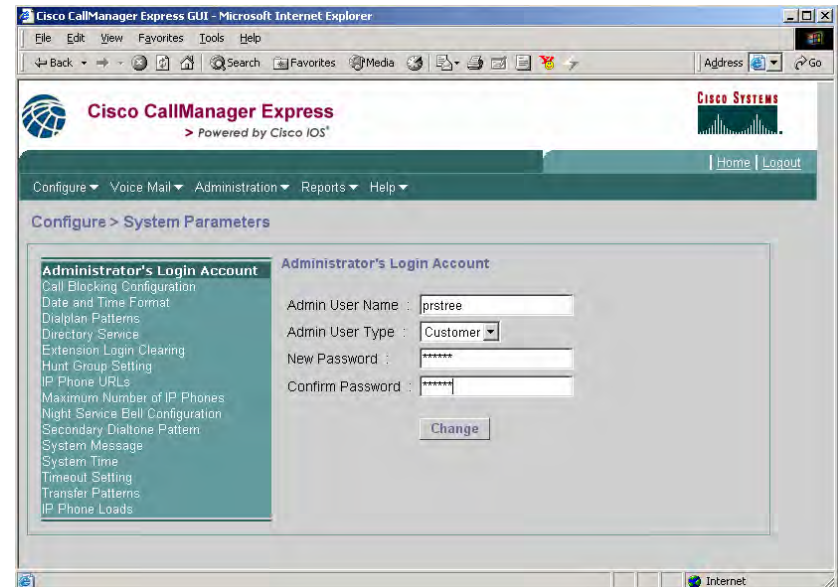 Cisco CallManager Express GUI - Microsoft Internet Explorer
File Edit View Favorites Tools Help
Back Search Favorites Media Address Go
Cisco CallManager Express
> Powered by Cisco IOS®
CISCO SYSTEMS
Home | Logout
Configure Voice Mail Administration Reports Help
Configure > System Parameters
Administrator's Login Account
Call Blocking Configuration
Date and Time Format
Dialplan Patterns
Directory Service
Extension Login Clearing
Hunt Group Setting
IP Phone URLs
Maximum Number of IP Phones
Night Service Bell Configuration
Secondary Dialtone Pattern
System Message
System Time
Timeout Setting
Transfer Patterns
IP Phone Loads
Administrator's Login Account
Admin User Name : prstree
Admin User Type : Customer
New Password : ******
Confirm Password : ******
Change
Internet